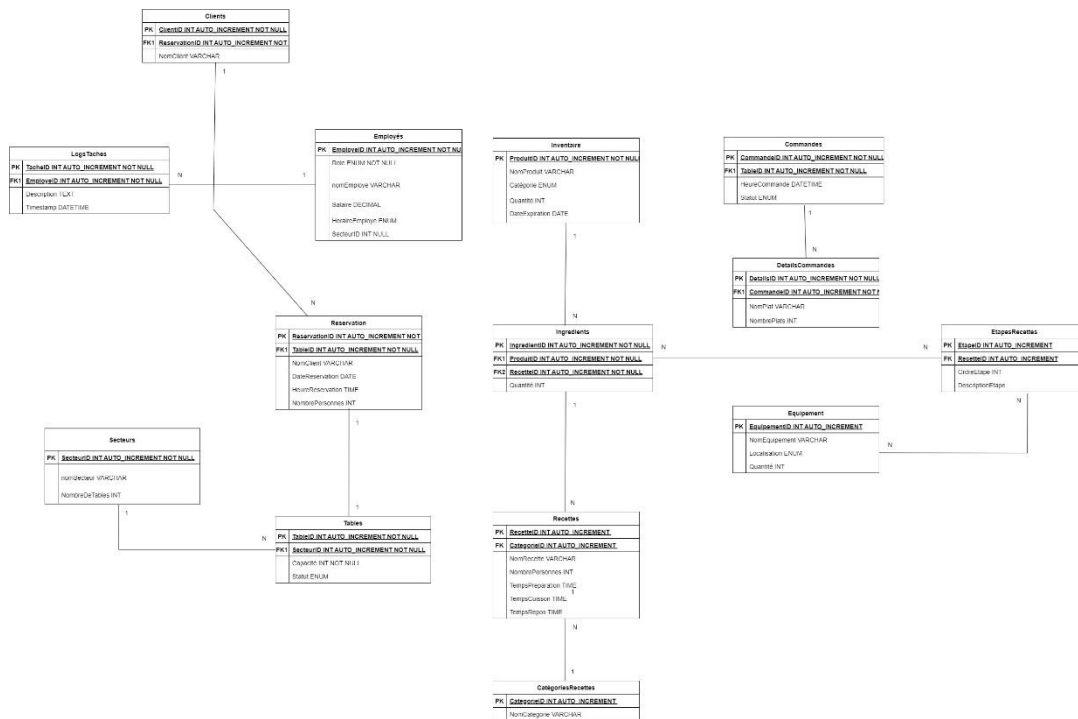 Clients
PK ClientID INT AUTO_INCREMENT NOT NULL
FK1 ReservationID INT AUTO_INCREMENT NOT
NomClient VARCHAR
1
LogsTaches
PK TacheID INT AUTO_INCREMENT NOT NULL
FK1 EmployeID INT AUTO_INCREMENT NOT NULL
Description TEXT
Timestamp DATETIME
N
1
Employés
PK EmployeID INT AUTO_INCREMENT NOT NUL
Role ENUM NOT NULL
nomEmploye VARCHAR
Salaire DECIMAL
HoraireEmploye ENUM
SecteurID INT NULL
N
Reservation
PK ReservationID INT AUTO_INCREMENT NOT
FK1 TableID INT AUTO_INCREMENT NOT NULL
NomClient VARCHAR
DateReservation DATE
HeureReservation TIME
NombrePersonnes INT
1
1
Secteurs
PK SecteurID INT AUTO_INCREMENT NOT NULL
nomSecteur VARCHAR
NombreDeTables INT
1
N
Tables
PK TableID INT AUTO_INCREMENT NOT NULL
FK1 SecteurID INT AUTO_INCREMENT NOT NULL
Capacité INT NOT NULL
Statut ENUM
Inventaire
PK ProduitID INT AUTO_INCREMENT NOT NULL
NomProduit VARCHAR
Catégorie ENUM
Quantité INT
DateExpiration DATE
1
N
Ingredients
PK IngredientID INT AUTO_INCREMENT NOT NULL
FK1 ProduitID INT AUTO_INCREMENT NOT NULL
FK2 RecetteID INT AUTO_INCREMENT NOT NULL
Quantité INT
N
N
1
N
Recettes
PK RecetteID INT AUTO_INCREMENT
FK CategorieID INT AUTO_INCREMENT
NomRecette VARCHAR
NombrePersonnes INT
TempsPreparation TIME
1
TempsCuisson TIME
TempsRepos TIME
N
1
CatégoriesRecettes
PK CategorieID INT AUTO_INCREMENT
NomCategorie VARCHAR
Commandes
PK CommandeID INT AUTO_INCREMENT NOT NULL
FK1 TableID INT AUTO_INCREMENT NOT NULL
HeureCommande DATETIME
Statut ENUM
1
N
DetailsCommandes
PK DetailsID INT AUTO_INCREMENT NOT NULL
FK1 CommandeID INT AUTO_INCREMENT NOT N
NomPlat VARCHAR
NombrePlats INT
EtapesRecettes
PK EtapeID INT AUTO_INCREMENT
FK RecetteID INT AUTO_INCREMENT
OrdreEtape INT
DescriptionEtape
N
N
Equipement
PK EquipementID INT AUTO_INCREMENT
NomEquipement VARCHAR
Localisation ENUM
Quantité INT